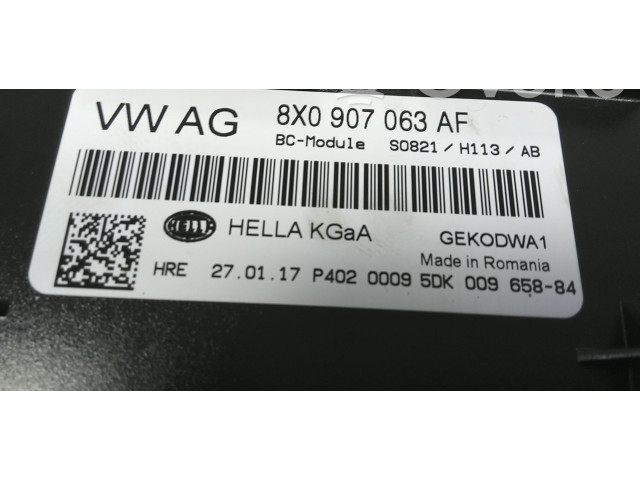 VW AG 8X0 907 063 AF
BC-Module S0821 / H113 / AB
HELLA
HELLA KGaA GEKODWA1
Made in Romania
HRE 27.01.17 P402 0009 5DK 009 658-84